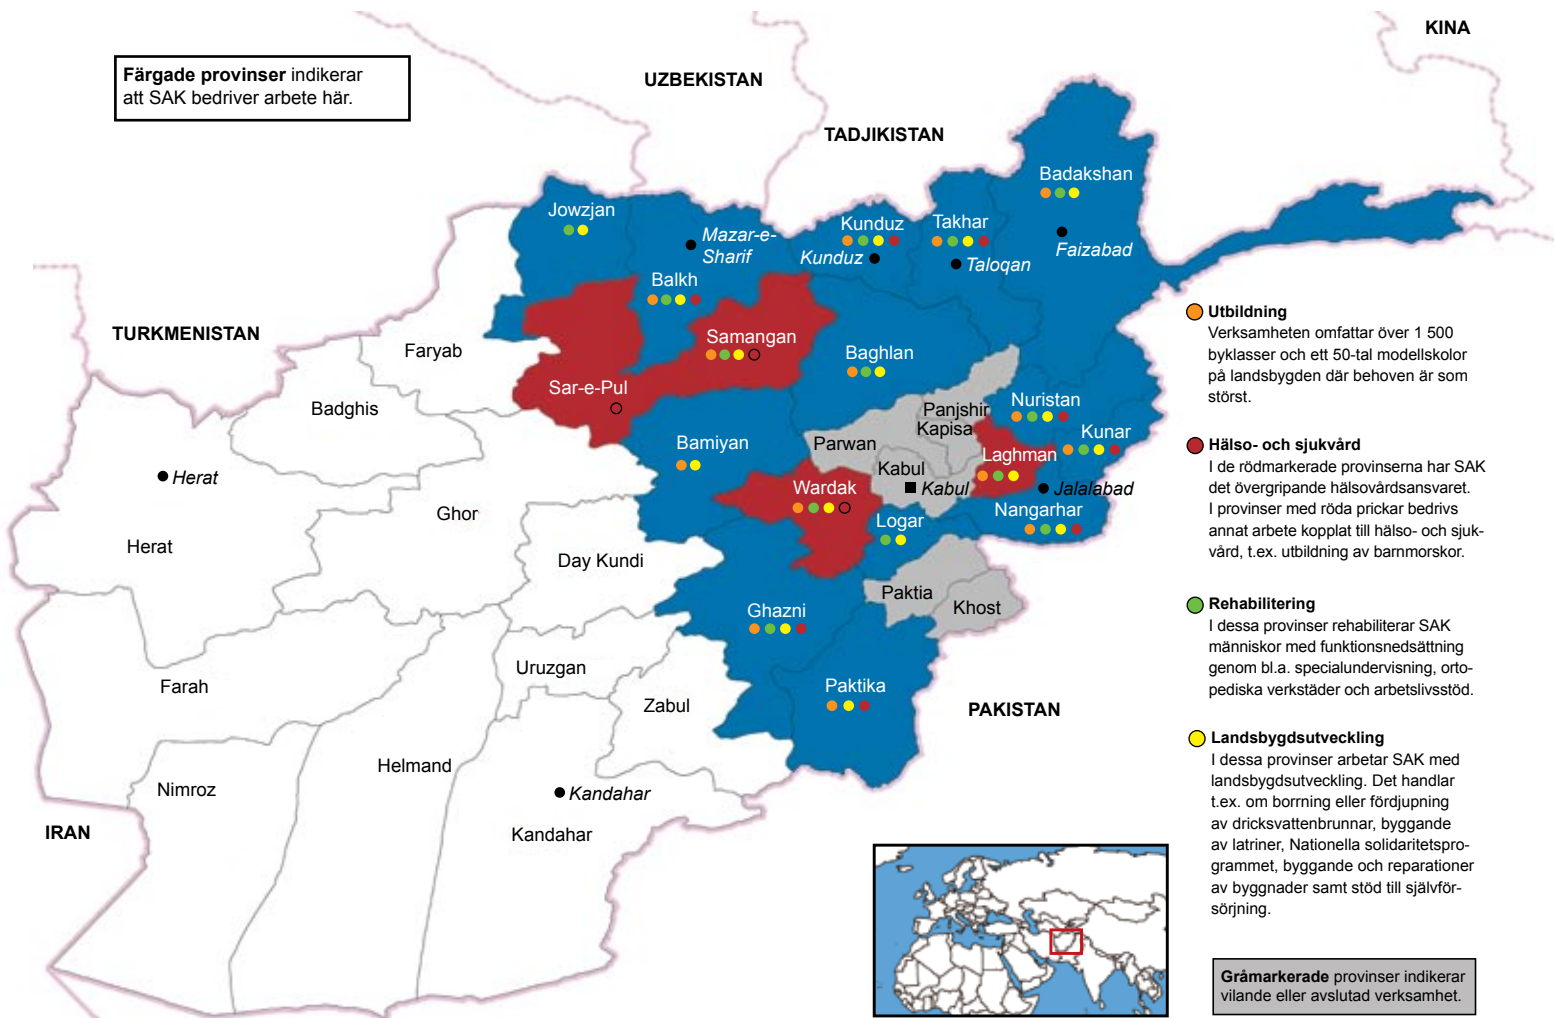 KINA
Färgade provinser indikerar
att SAK bedriver arbete här.
UZBEKISTAN
TADJIKISTAN
Badakshan
Jowzjan
Kunduz
Takhar
Mazar-e-
Sharif
Kunduz
Taloqan
Faizabad
Balkh
TURKMENISTAN
Faryab
Samangan
Baghlan
Sar-e-Pul
Badghis
Nuristan
Panjshir
Kapisa
Kunar
Parwan
Bamiyan
Laghman
Kabul
Kabul
Jalalabad
Herat
Wardak
Nangarhar
Ghor
Logar
Herat
Day Kundi
Paktia
Khost
Ghazni
Uruzgan
Farah
Paktika
Zabul
PAKISTAN
Helmand
Nimroz
Kandahar
IRAN
Kandahar
Utbildning
Verksamheten omfattar över 1 500
byklasser och ett 50-tal modellskolor
på landsbygden där behoven är som
störst.
Hälso- och sjukvård
I de rödmarkerade provinserna har SAK
det övergripande hälsovårdsansvaret.
I provinser med röda prickar bedrivs
annat arbete kopplat till hälso- och sjuk-
vård, t.ex. utbildning av barnmorskor.
Rehabilitering
I dessa provinser rehabiliterar SAK
människor med funktionsnedsättning
genom bl.a. specialundervisning, orto-
pediska verkstäder och arbetslivsstöd.
Landsbygdsutveckling
I dessa provinser arbetar SAK med
landsbygdsutveckling. Det handlar
t.ex. om borrning eller fördjupning
av dricksvattenbrunnar, byggande
av latriner, Nationella solidaritetspro-
grammet, byggande och reparationer
av byggnader samt stöd till självför-
sörjning.
Gråmarkerade provinser indikerar
vilande eller avslutad verksamhet.